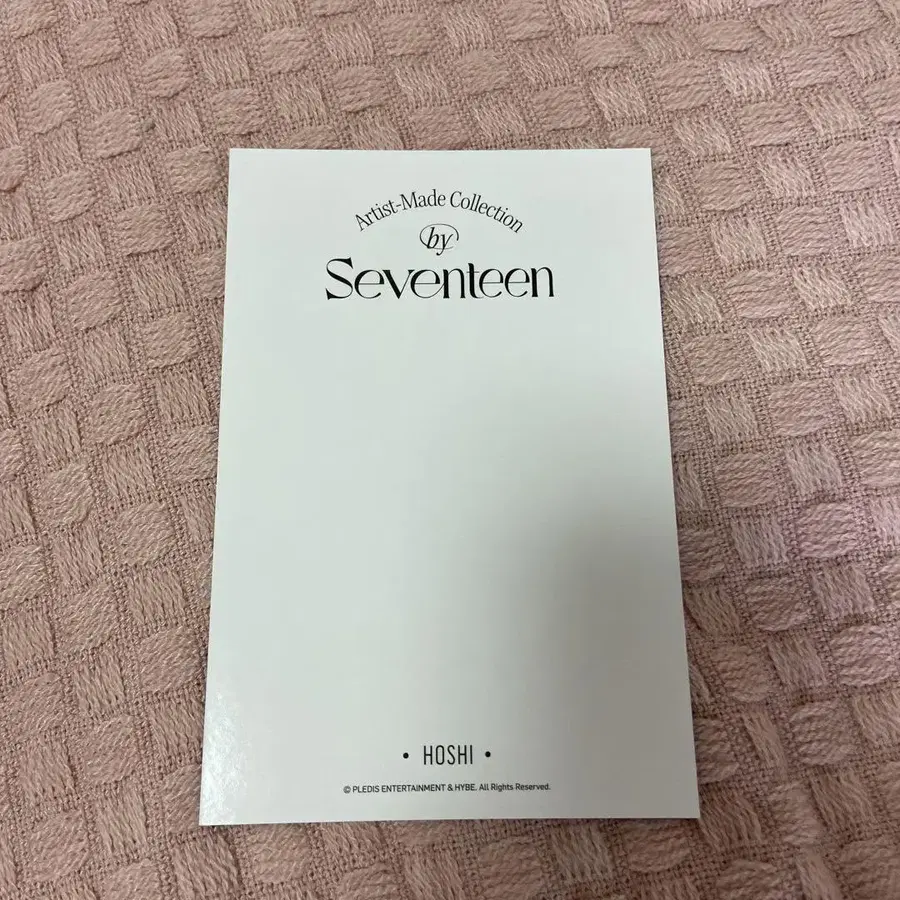 Artist-Made Collection
by
Seventeen
• HOSHI •
© PLEDIS ENTERTAINMENT & HYBE. All Rights Reserved.